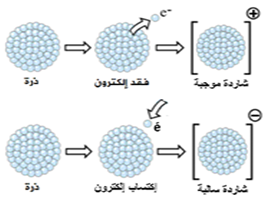 e-
ذرة فقد إلكترون شاردة موجبة
+
é
ذرة إكتساب إلكترون شاردة سالبة
−